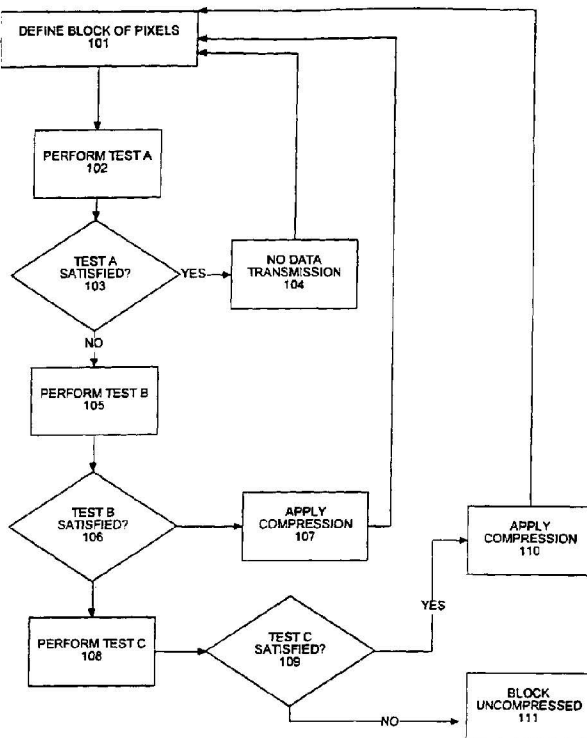 DEFINE BLOCK OF PIXELS
101
PERFORM TEST A
102
TEST A
SATISFIED?
103
YES
NO DATA
TRANSMISSION
104
NO
PERFORM TEST B
105
TEST B
SATISFIED?
106
APPLY
COMPRESSION
107
APPLY
COMPRESSION
110
YES
PERFORM TEST C
108
TEST C
SATISFIED?
109
NO
BLOCK
UNCOMPRESSED
111